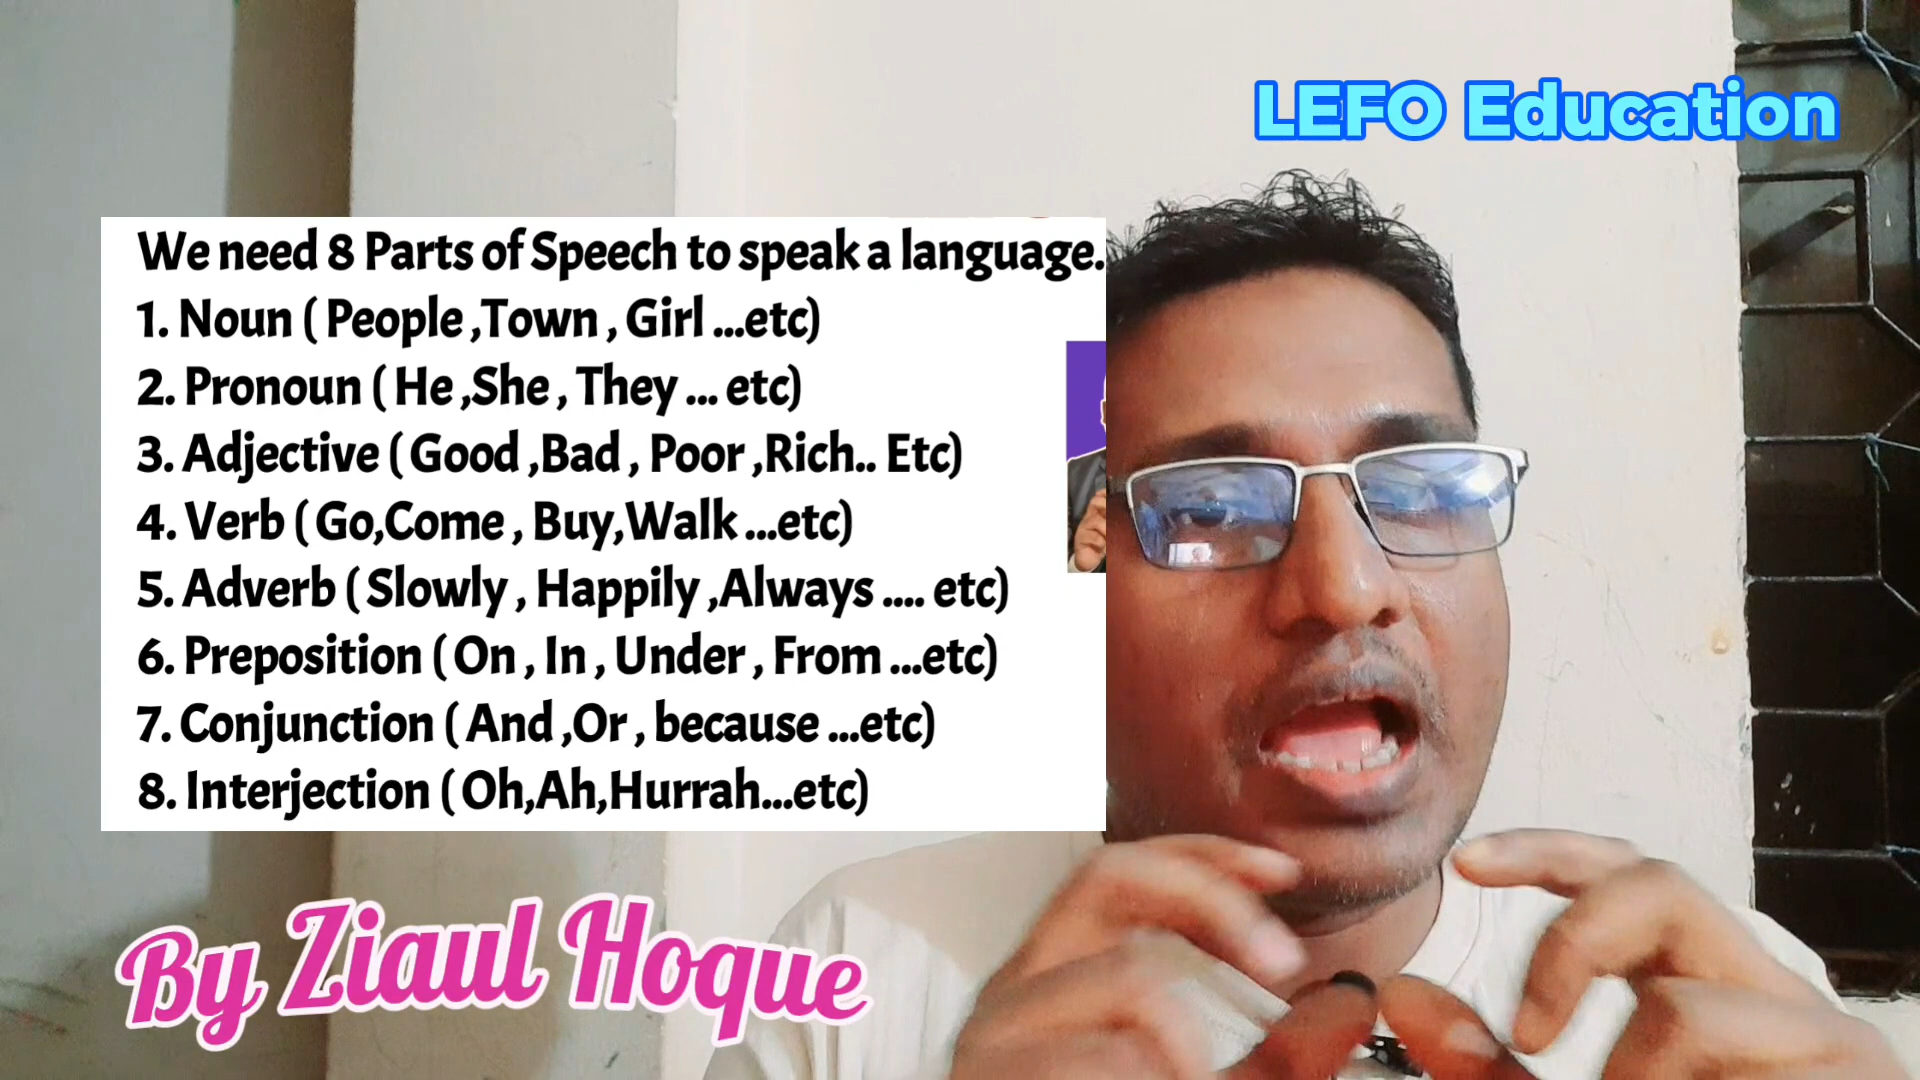 LEFO Education
We need 8 Parts of Speech to speak a language.
1. Noun ( People ,Town , Girl ...etc)
2. Pronoun ( He ,She , They ... etc)
3. Adjective ( Good ,Bad , Poor ,Rich.. Etc)
4. Verb ( Go,Come , Buy,Walk ...etc)
5. Adverb ( Slowly , Happily ,Always .... etc)
6. Preposition ( On , In , Under , From ...etc)
7. Conjunction ( And ,Or , because ...etc)
8. Interjection ( Oh,Ah,Hurrah...etc)
By Ziaul Hoque